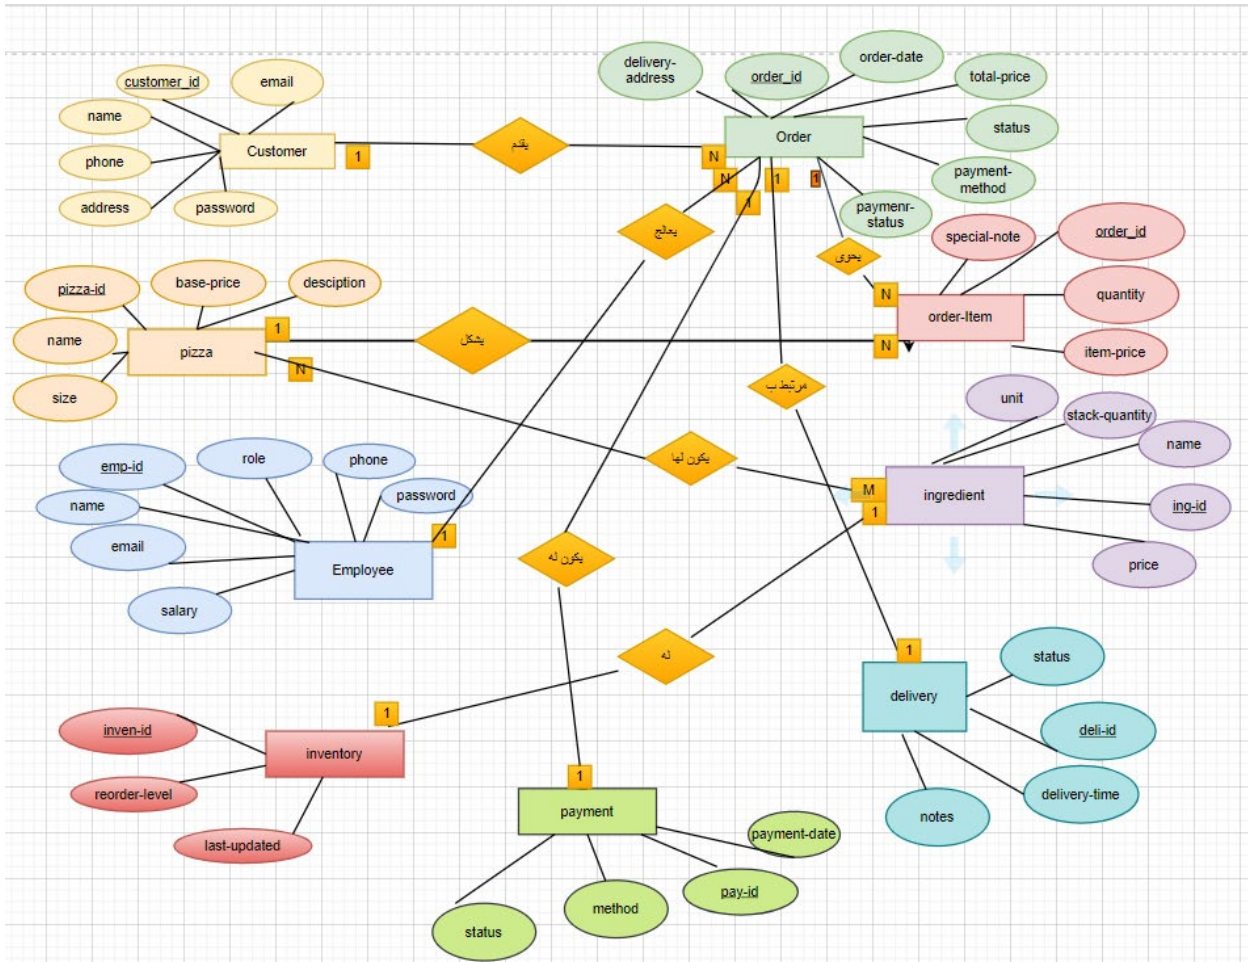 customer_id
email
name
phone
address
password
Customer
1
يقدم
N
delivery-
address
order_id
order-date
total-price
status
payment-
method
paymenr-
status
Order
N
1
1
1
يعالج
يحوى
special-note
order_id
quantity
item-price
order-Item
N
N
pizza-id
base-price
desciption
name
size
pizza
1
N
يشكل
مرتبط ب
يكون لها
unit
stack-quantity
name
ing-id
price
ingredient
M
1
emp-id
role
phone
password
name
email
salary
Employee
1
يكون له
له
inven-id
reorder-level
last-updated
inventory
1
1
payment
payment-date
pay-id
method
status
1
delivery
status
deli-id
delivery-time
notes